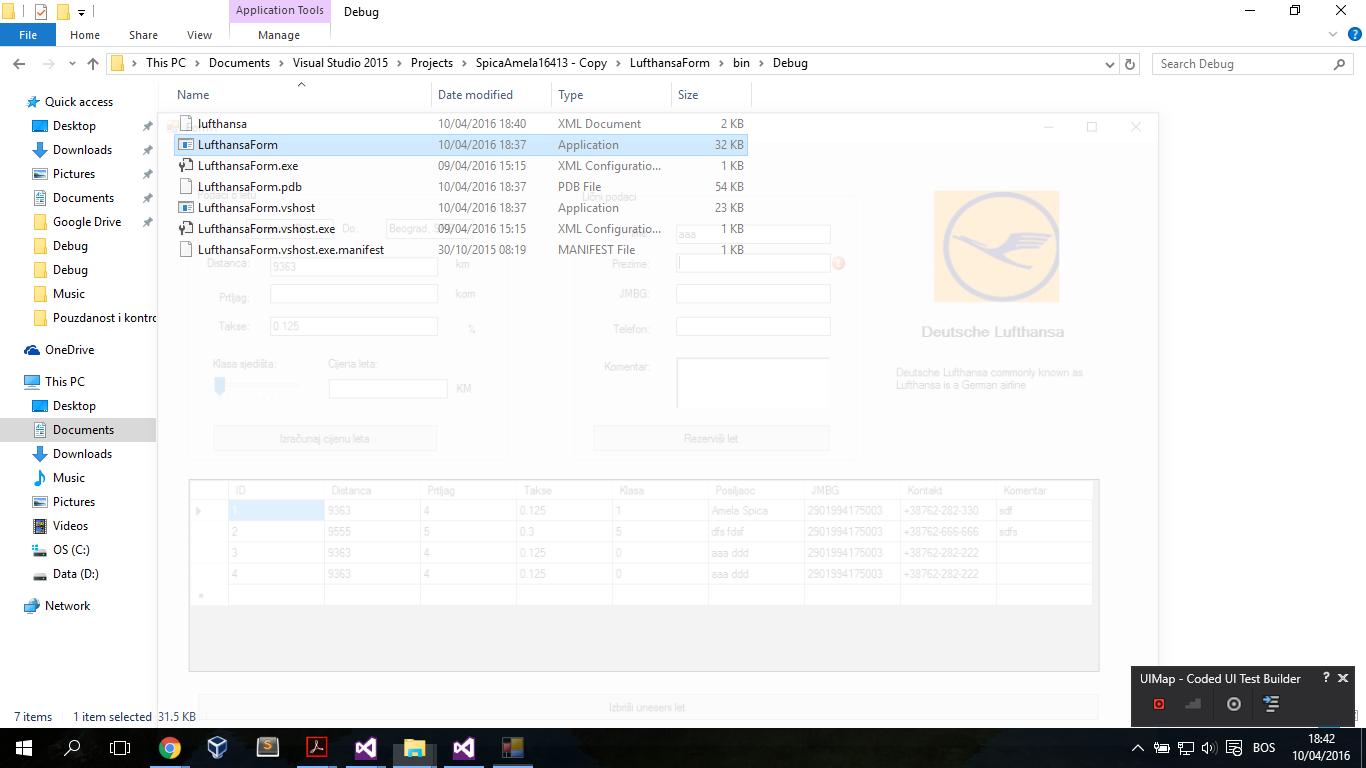 Application Tools
Debug
File Home Share View Manage
This PC Documents Visual Studio 2015 Projects SpicaAmela16413 - Copy LufthansaForm bin Debug
Search Debug
Name Date modified Type Size
Quick access
Desktop
Downloads
Pictures
Documents
Google Drive
Debug
Debug
Music
Pouzdanost i kontro
OneDrive
This PC
Desktop
Documents
Downloads
Music
Pictures
Videos
OS (C:)
Data (D:)
Network
lufthansa 10/04/2016 18:40 XML Document 2 KB
LufthansaForm 10/04/2016 18:37 Application 32 KB
LufthansaForm.exe 09/04/2016 15:15 XML Configuratio... 1 KB
LufthansaForm.pdb 10/04/2016 18:37 PDB File 54 KB
LufthansaForm.vshost 10/04/2016 18:37 Application 23 KB
LufthansaForm.vshost.exe 09/04/2016 15:15 XML Configuratio... 1 KB
LufthansaForm.vshost.exe.manifest 30/10/2015 08:19 MANIFEST File 1 KB
Podaci o letu
Do: Beograd,
Distanca: 9363 km
Prtljag: kom
Takse: 0.125 %
Klasa sjedišta: Cijena leta:
KM
Izračunaj cijenu leta
Lični podaci
aaa
Prezime:
JMBG:
Telefon:
Komentar:
Rezerviši let
Deutsche Lufthansa
Deutsche Lufthansa commonly known as
Lufthansa is a German airline
ID Distanca Prtljag Takse Klasa Posiljaoc JMBG Kontakt Komentar
1 9363 4 0.125 1 Amela Spica 2901994175003 +38762-282-330 sdf
2 9555 5 0.3 5 dfs fdsf 2901994175003 +38762-666-666 sdfs
3 9363 4 0.125 0 aaa ddd 2901994175003 +38762-282-222
4 9363 4 0.125 0 aaa ddd 2901994175003 +38762-282-222
Izbriši uneseni let
UIMap - Coded UI Test Builder ?
7 items 1 item selected 31.5 KB
BOS
18:42
10/04/2016